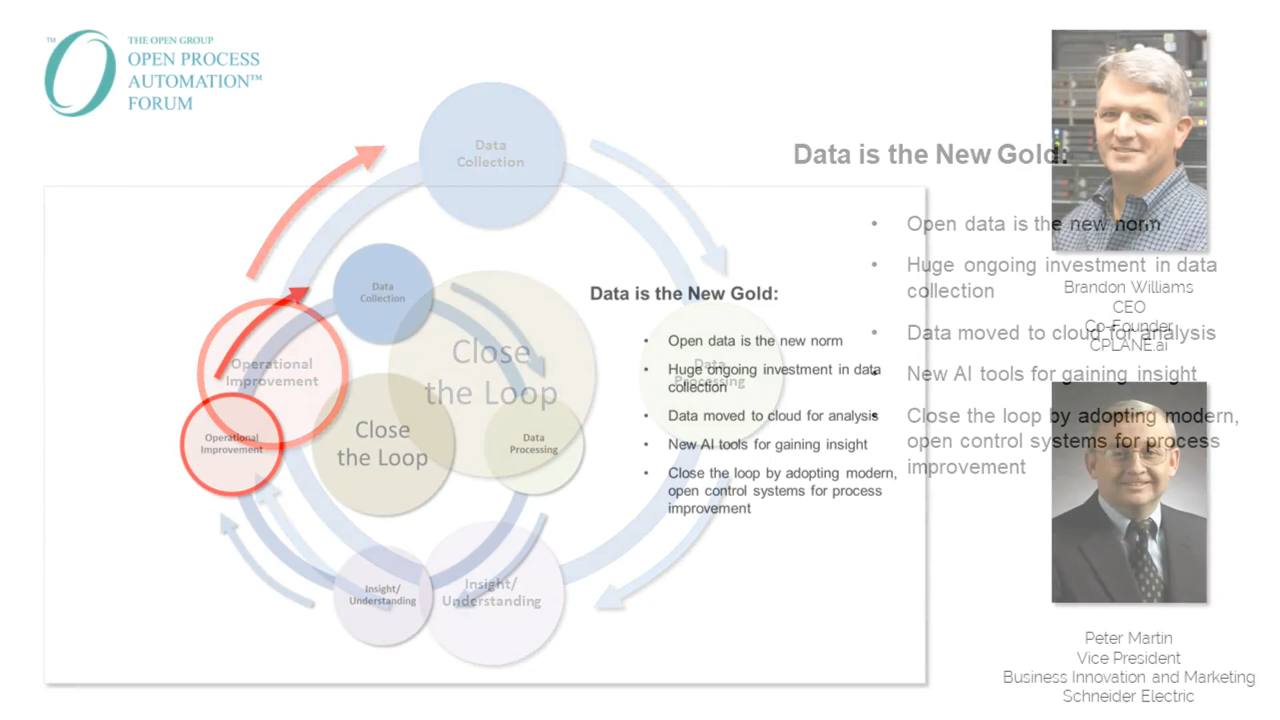 TM
THE OPEN GROUP
OPEN PROCESS
AUTOMATION™
FORUM
Data
Collection
Data
Processing
Insight/
Understanding
Operational
Improvement
Close
the Loop
Data is the New Gold:
• Open data is the new norm
• Huge ongoing investment in data
collection
• Data moved to cloud for analysis
• New AI tools for gaining insight
• Close the loop by adopting modern,
open control systems for process
improvement
Data
Collection
Data
Processing
Insight/
Understanding
Operational
Improvement
Close
the Loop
Data is the New Gold:
• Open data is the new norm
• Huge ongoing investment in data
collection
• Data moved to cloud for analysis
• New AI tools for gaining insight
• Close the loop by adopting modern,
open control systems for process
improvement
Brandon Williams
CEO
Co-Founder
CPLANE.ai
Peter Martin
Vice President
Business Innovation and Marketing
Schneider Electric